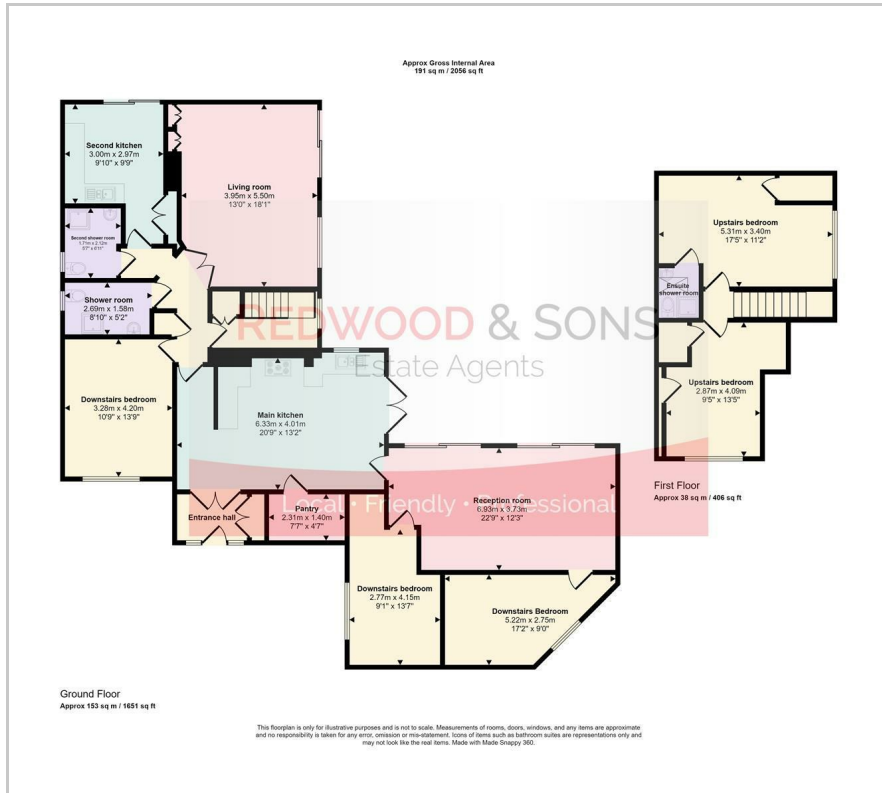 Approx Gross Internal Area
191 sq m / 2056 sq ft
Second kitchen
3.00m x 2.97m
9'10" x 9'9"
Living room
3.95m x 5.50m
13'0" x 18'1"
Second shower room
1.71m x 2.12m
5'7" x 6'11"
Shower room
2.69m x 1.58m
8'10" x 5'2"
Downstairs bedroom
3.28m x 4.20m
10'9" x 13'9"
Main kitchen
6.33m x 4.01m
20'9" x 13'2"
Entrance hall
Pantry
2.31m x 1.40m
7'7" x 4'7"
Reception room
6.93m x 3.73m
22'9" x 12'3"
Downstairs bedroom
2.77m x 4.15m
9'1" x 13'7"
Downstairs Bedroom
5.22m x 2.75m
17'2" x 9'0"
Upstairs bedroom
5.31m x 3.40m
17'5" x 11'2"
Ensuite
shower room
Upstairs bedroom
2.87m x 4.09m
9'5" x 13'5"
First Floor
Approx 38 sq m / 406 sq ft
REDWOOD & SONS
Estate Agents
Local • Friendly • Professional
Ground Floor
Approx 153 sq m / 1651 sq ft
This floorplan is only for illustrative purposes and is not to scale. Measurements of rooms, doors, windows, and any items are approximate
and no responsibility is taken for any error, omission or mis-statement. Icons of items such as bathroom suites are representations only and
may not look like the real items. Made with Made Snappy 360.